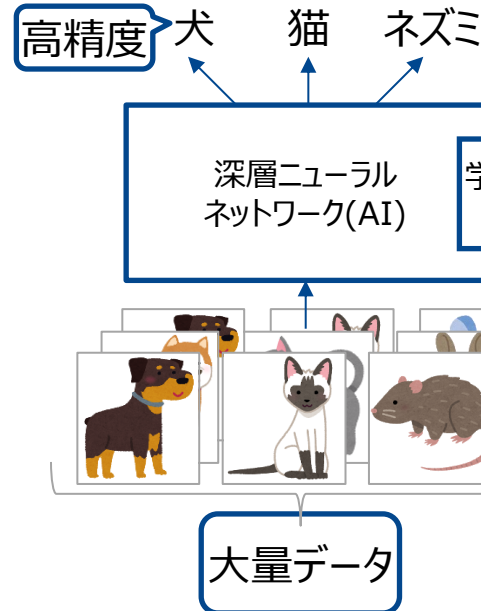 高精度
犬 猫 ネズミ
深層ニューラル
ネットワーク(AI)
学
大量データ